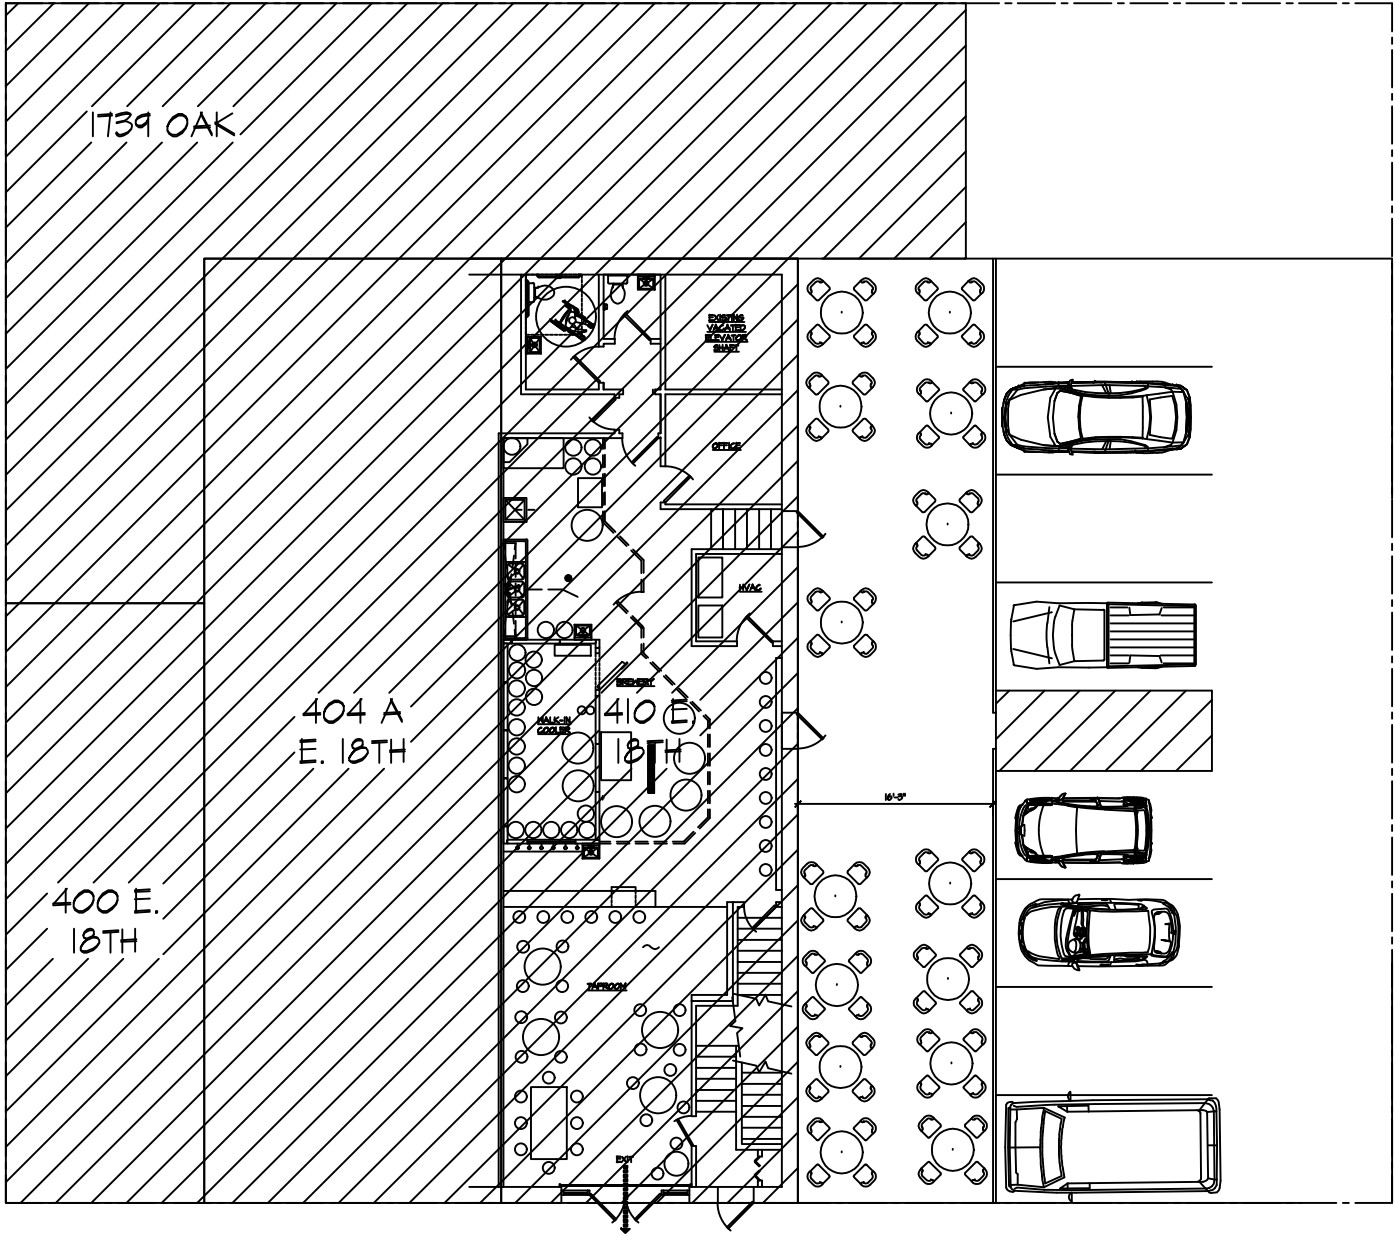 1739 OAK
EXISTING
VACATED
ELEVATOR
SHAFT
OFFICE
HVAC
BREWERY
404 A
E. 18TH
410 E.
18TH
WALK-IN
COOLER
16'-3"
400 E.
18TH
TAPROOM
EXIT